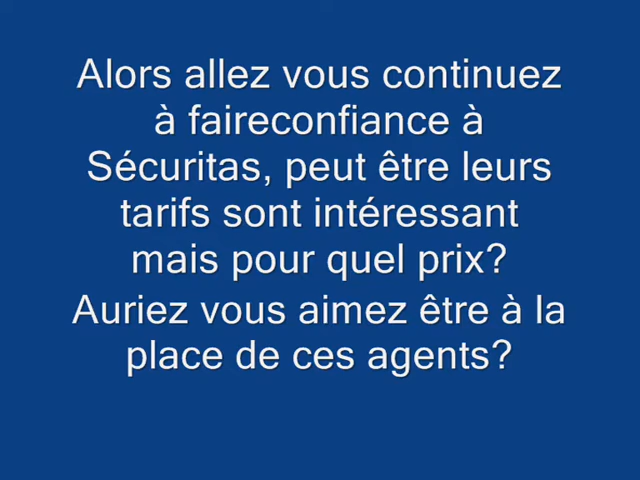 Alors allez vous continuez
à faireconfiance à
Sécuritas, peut être leurs
tarifs sont intéressant
mais pour quel prix?
Auriez vous aimez être à la
place de ces agents?